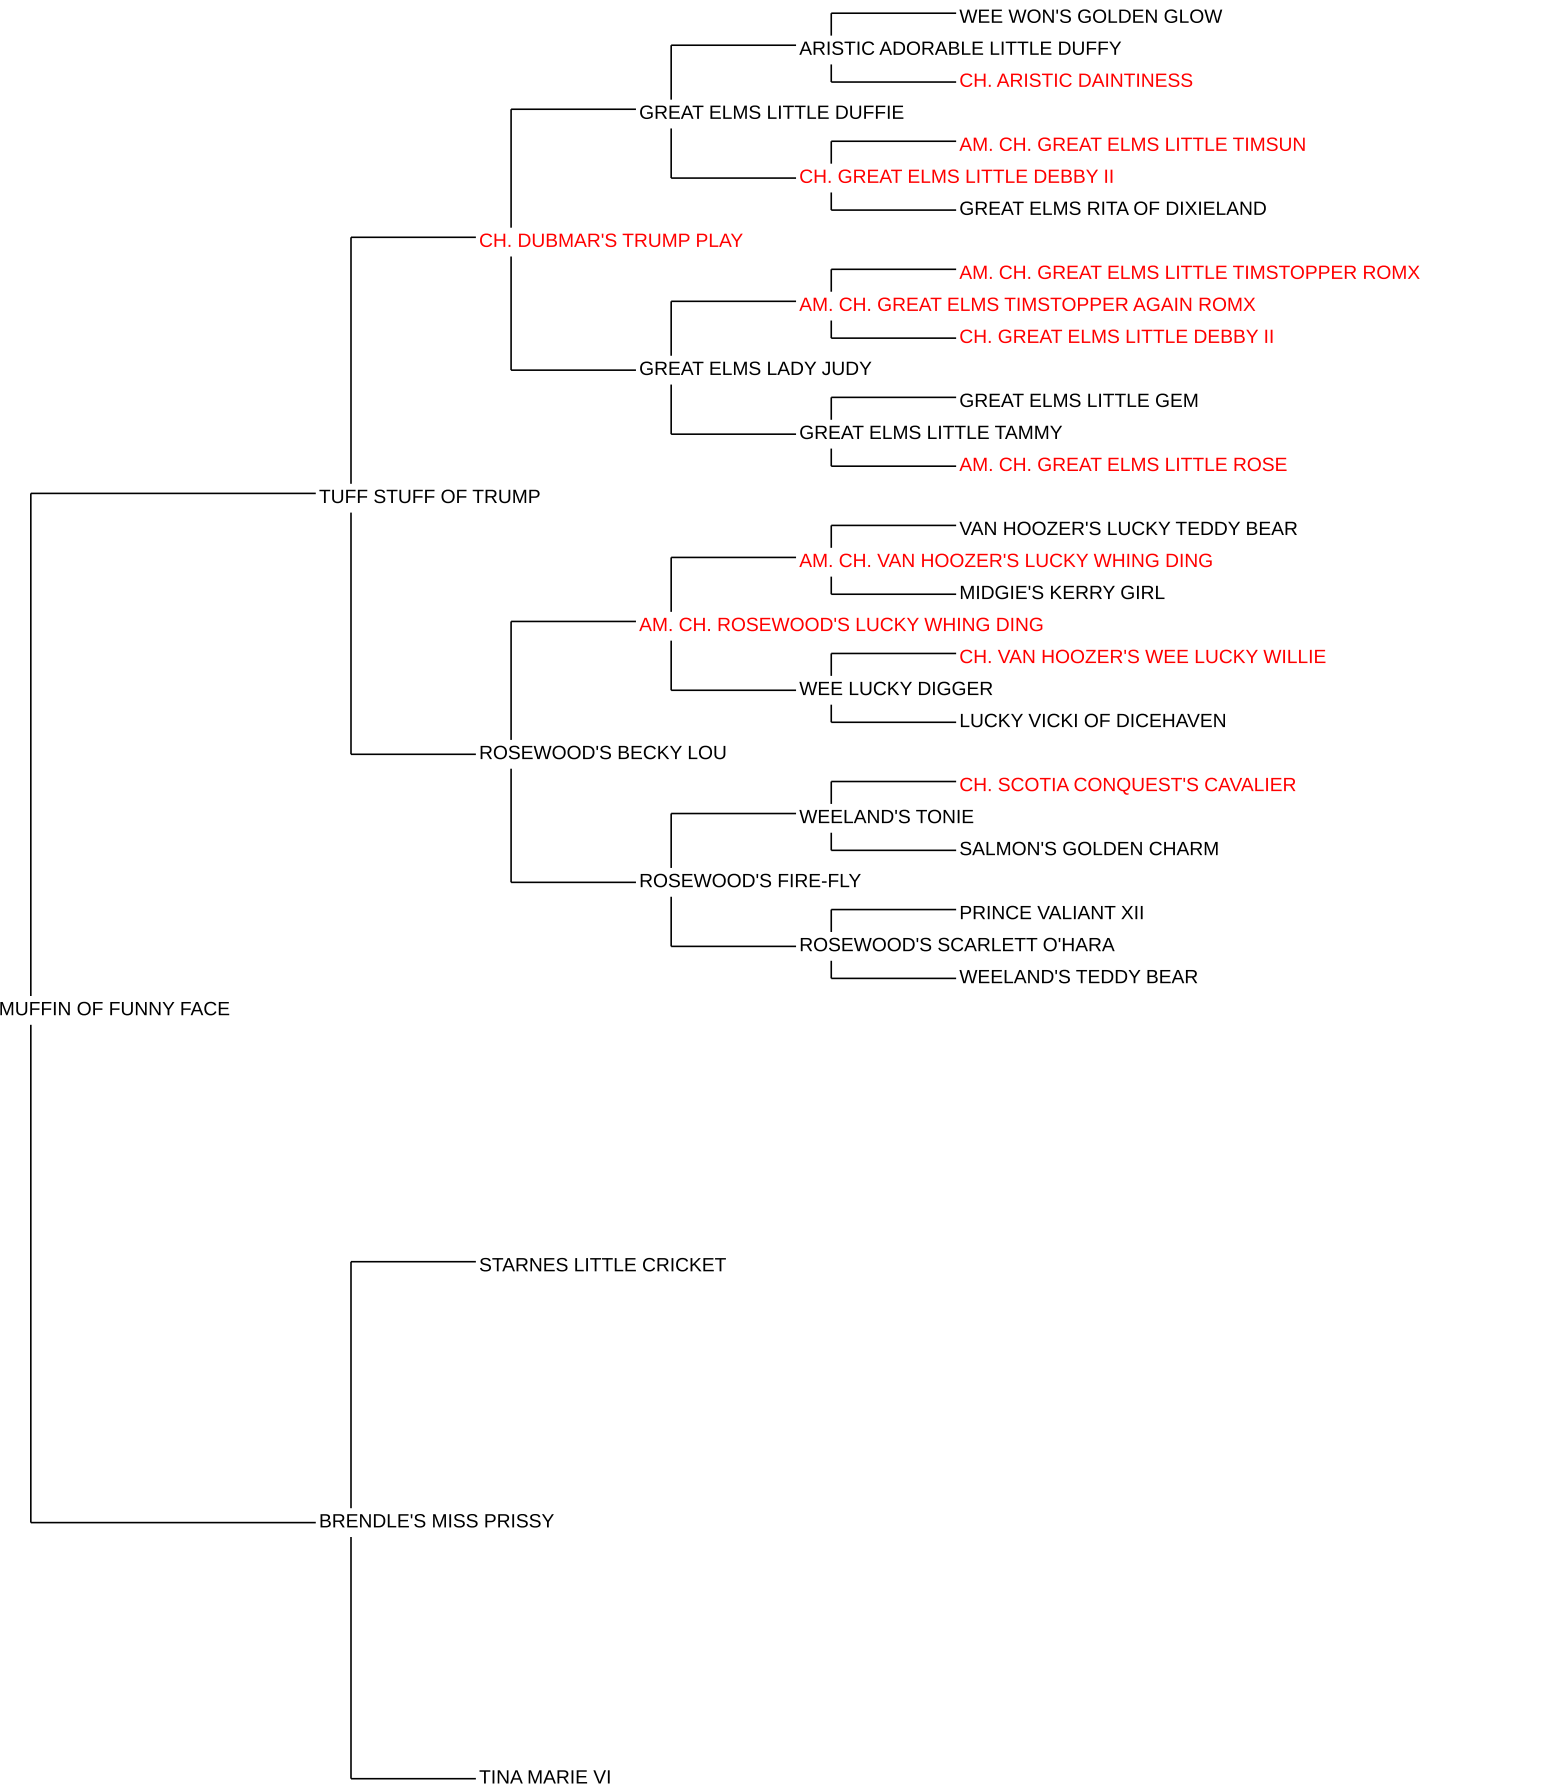 WEE WON'S GOLDEN GLOW
ARISTIC ADORABLE LITTLE DUFFY
CH. ARISTIC DAINTINESS
GREAT ELMS LITTLE DUFFIE
AM. CH. GREAT ELMS LITTLE TIMSUN
CH. GREAT ELMS LITTLE DEBBY II
GREAT ELMS RITA OF DIXIELAND
CH. DUBMAR'S TRUMP PLAY
AM. CH. GREAT ELMS LITTLE TIMSTOPPER ROMX
AM. CH. GREAT ELMS TIMSTOPPER AGAIN ROMX
CH. GREAT ELMS LITTLE DEBBY II
GREAT ELMS LADY JUDY
GREAT ELMS LITTLE GEM
GREAT ELMS LITTLE TAMMY
AM. CH. GREAT ELMS LITTLE ROSE
TUFF STUFF OF TRUMP
VAN HOOZER'S LUCKY TEDDY BEAR
AM. CH. VAN HOOZER'S LUCKY WHING DING
MIDGIE'S KERRY GIRL
AM. CH. ROSEWOOD'S LUCKY WHING DING
CH. VAN HOOZER'S WEE LUCKY WILLIE
WEE LUCKY DIGGER
LUCKY VICKI OF DICEHAVEN
ROSEWOOD'S BECKY LOU
CH. SCOTIA CONQUEST'S CAVALIER
WEELAND'S TONIE
SALMON'S GOLDEN CHARM
ROSEWOOD'S FIRE-FLY
PRINCE VALIANT XII
ROSEWOOD'S SCARLETT O'HARA
WEELAND'S TEDDY BEAR
MUFFIN OF FUNNY FACE
STARNES LITTLE CRICKET
BRENDLE'S MISS PRISSY
TINA MARIE VI